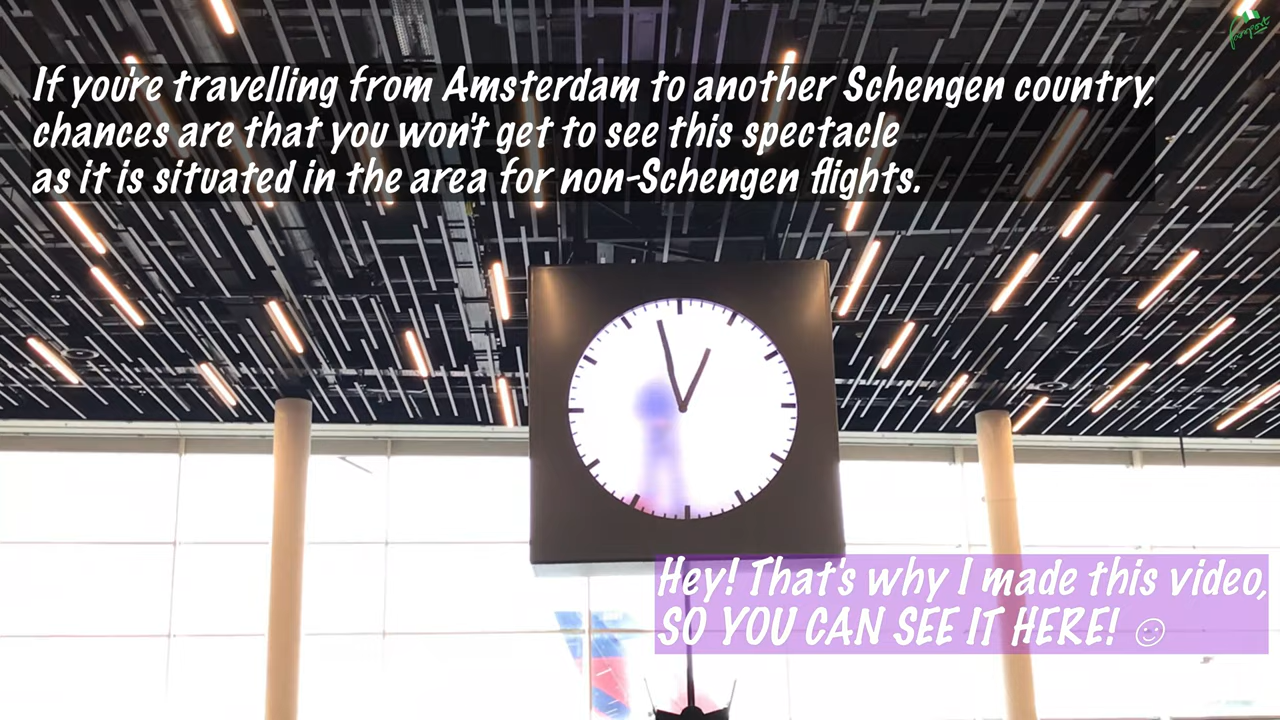 If you're travelling from Amsterdam to another Schengen country,
chances are that you won't get to see this spectacle
as it is situated in the area for non-Schengen flights.
Hey! That's why I made this video,
SO YOU CAN SEE IT HERE! ☺